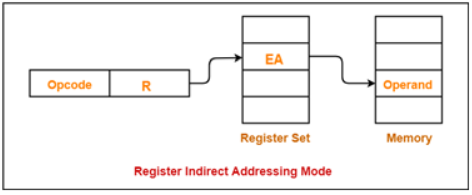 Opcode R
EA
Operand
Register Set
Memory
Register Indirect Addressing Mode